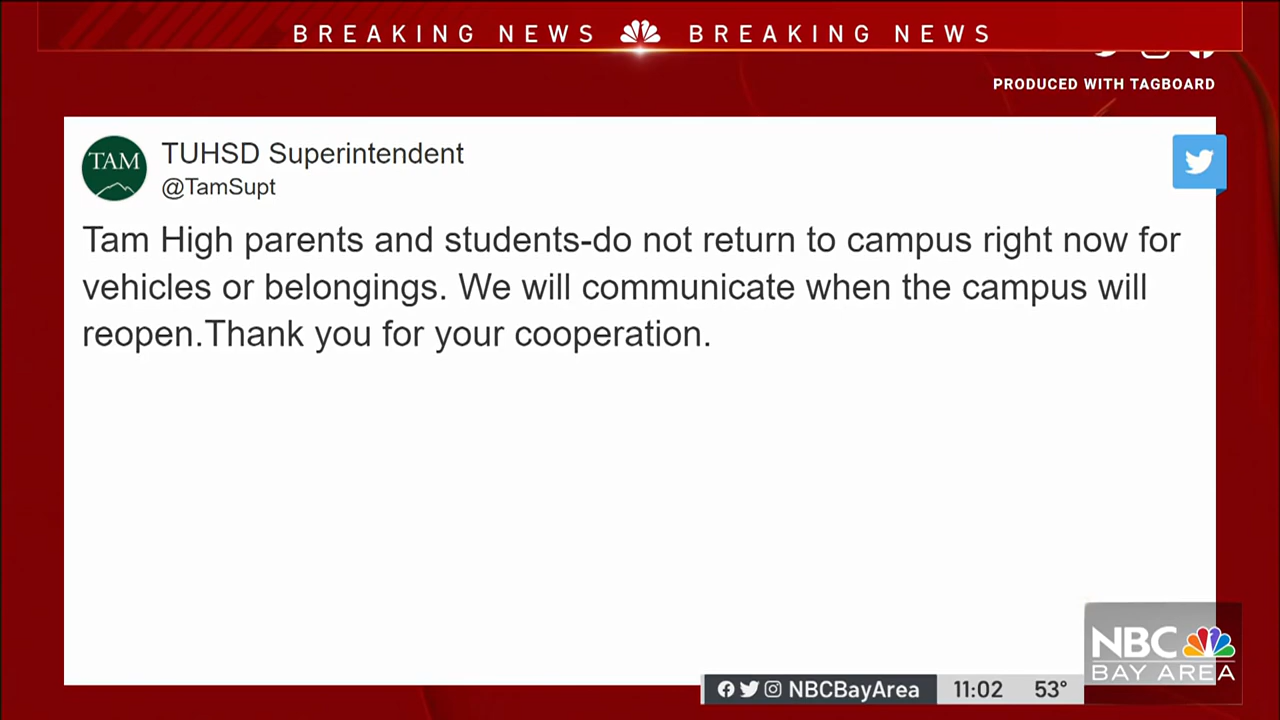 BREAKING NEWS BREAKING NEWS
PRODUCED WITH TAGBOARD
TAM
TUHSD Superintendent
@TamSupt
Tam High parents and students-do not return to campus right now for
vehicles or belongings. We will communicate when the campus will
reopen.Thank you for your cooperation.
NBC
BAY AREA
NBCBayArea 11:02 53°